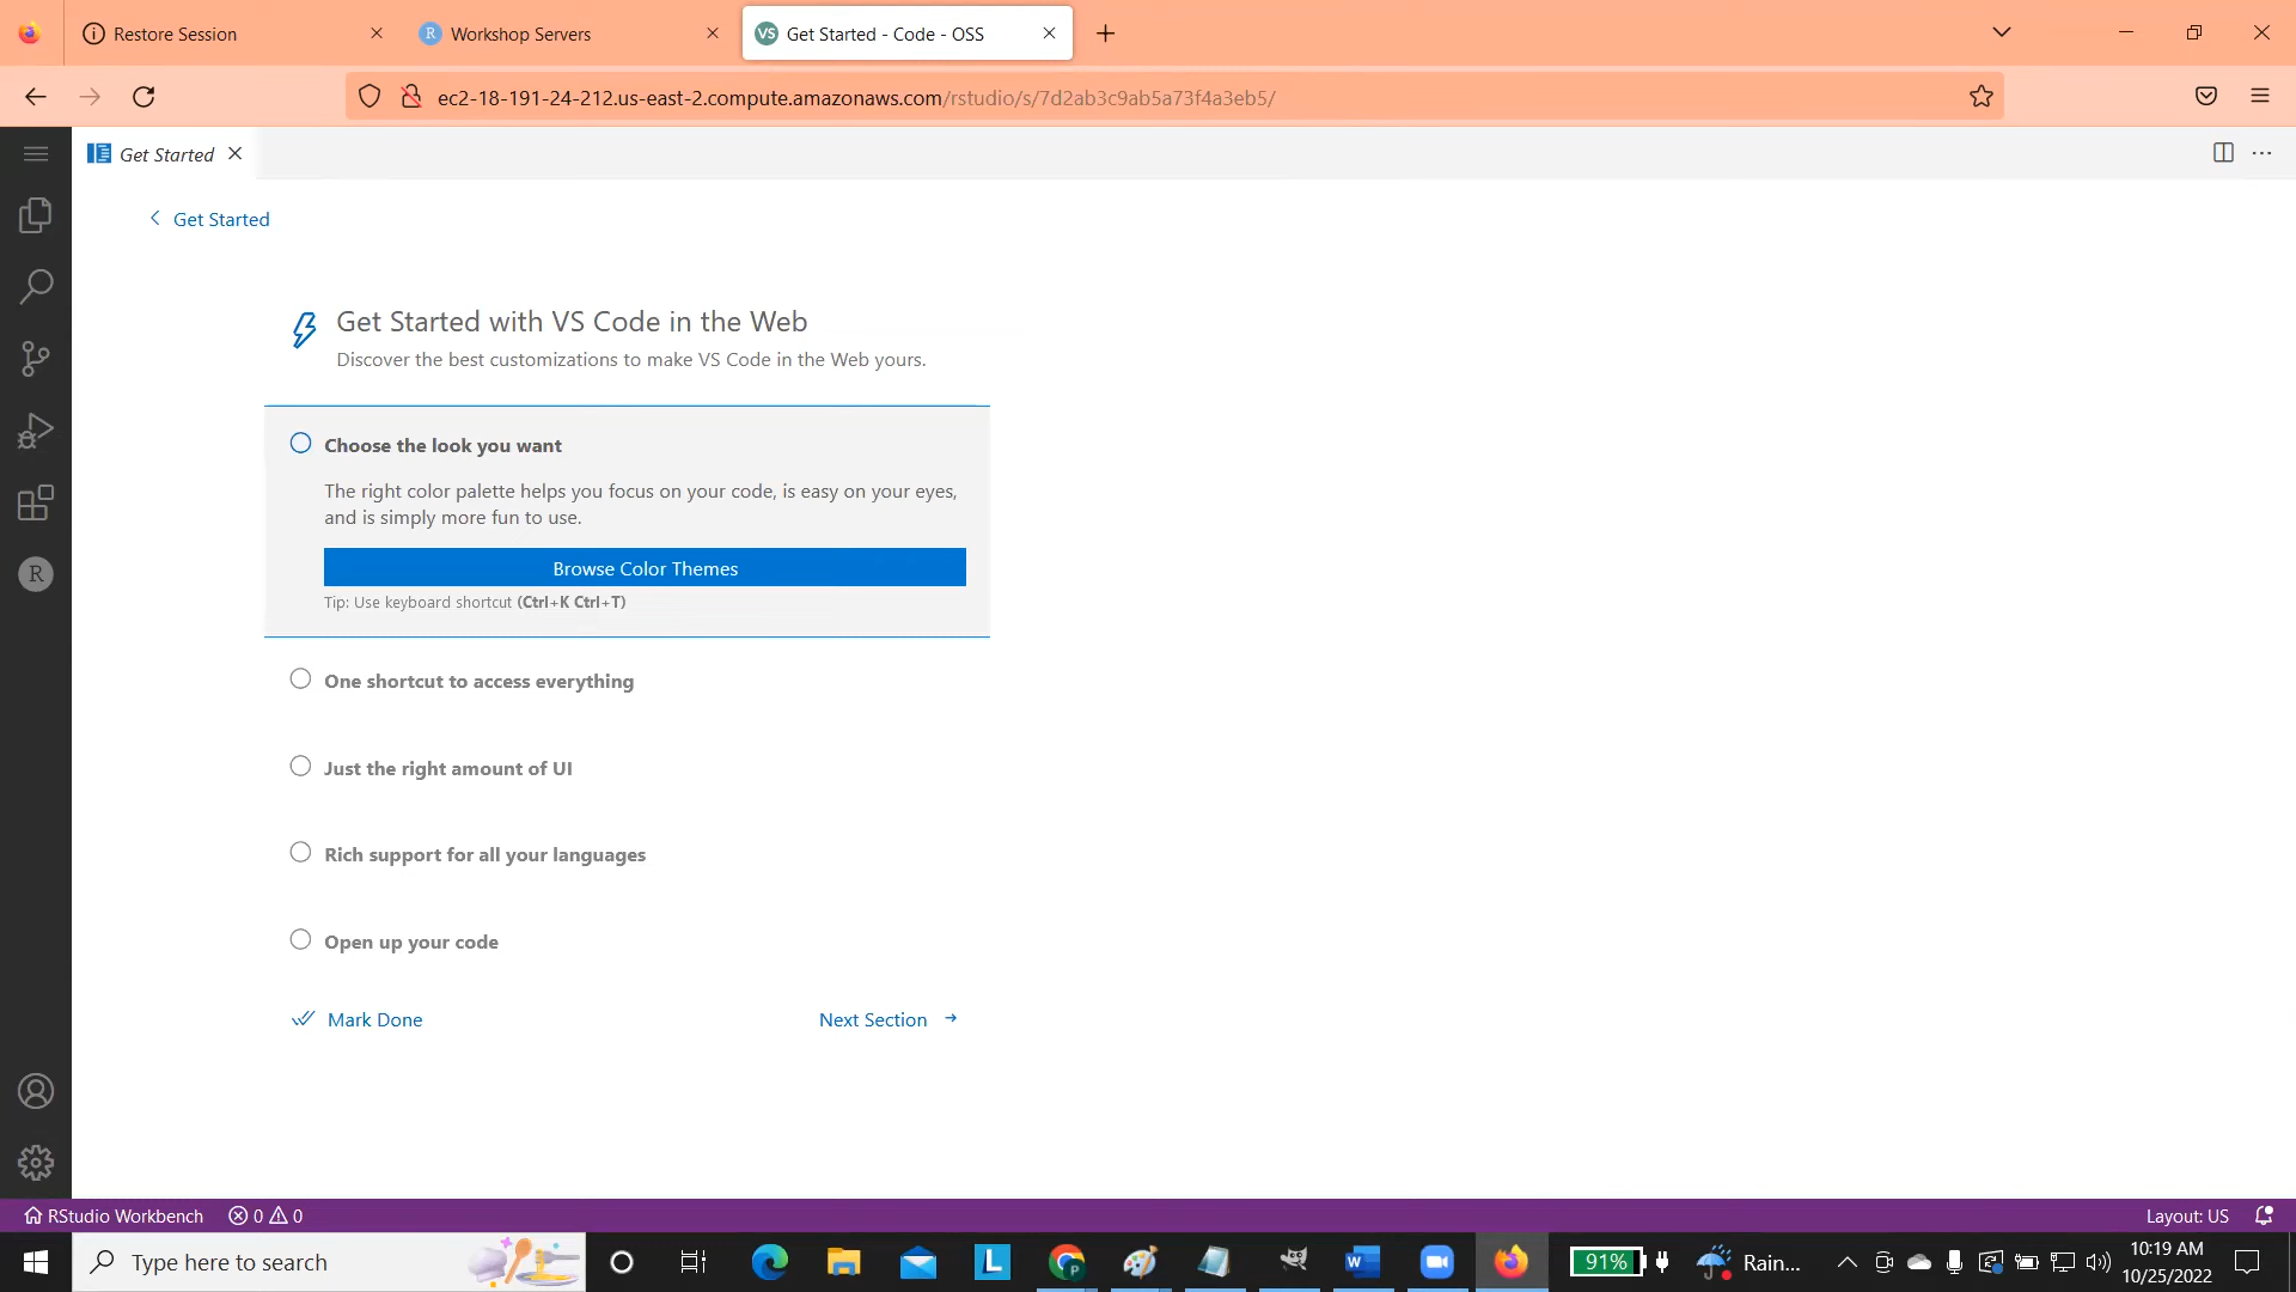 Restore Session
R Workshop Servers
VS Get Started - Code - OSS
ec2-18-191-24-212.us-east-2.compute.amazonaws.com/rstudio/s/7d2ab3c9ab5a73f4a3eb5/
Get Started
Get Started
Get Started with VS Code in the Web
Discover the best customizations to make VS Code in the Web yours.
Choose the look you want
The right color palette helps you focus on your code, is easy on your eyes,
and is simply more fun to use.
Browse Color Themes
Tip: Use keyboard shortcut (Ctrl+K Ctrl+T)
One shortcut to access everything
Just the right amount of UI
Rich support for all your languages
Open up your code
Mark Done
Next Section
R
RStudio Workbench
0
0
Layout: US
Type here to search
L
P
W
91%
Rain...
10:19 AM
10/25/2022